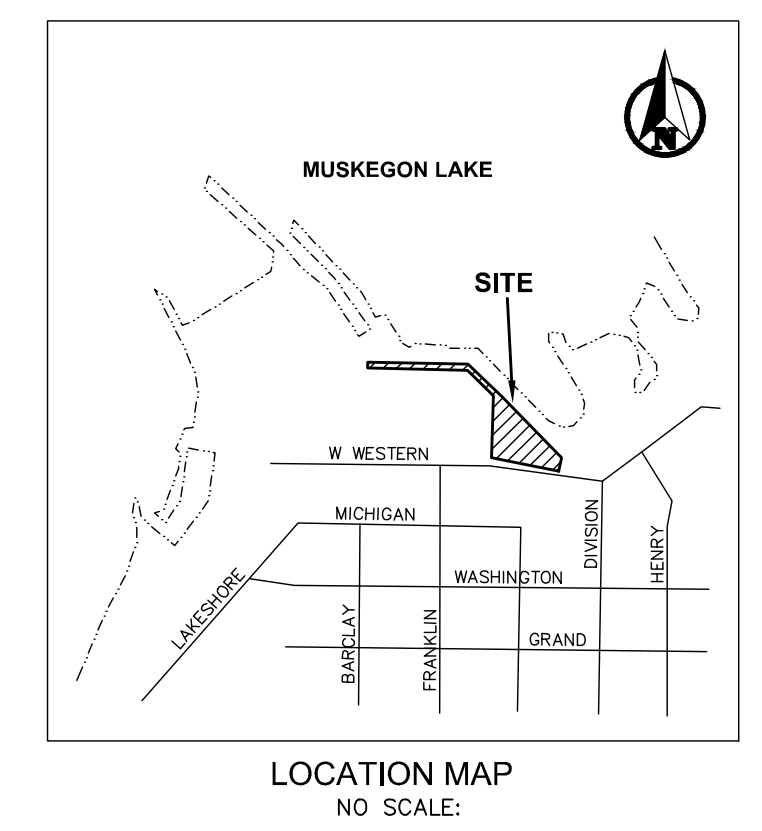 N
MUSKEGON LAKE
SITE
W WESTERN
MICHIGAN
DIVISION
HENRY
WASHINGTON
LAKESHORE
BARCLAY
FRANKLIN
GRAND
LOCATION MAP
NO SCALE: